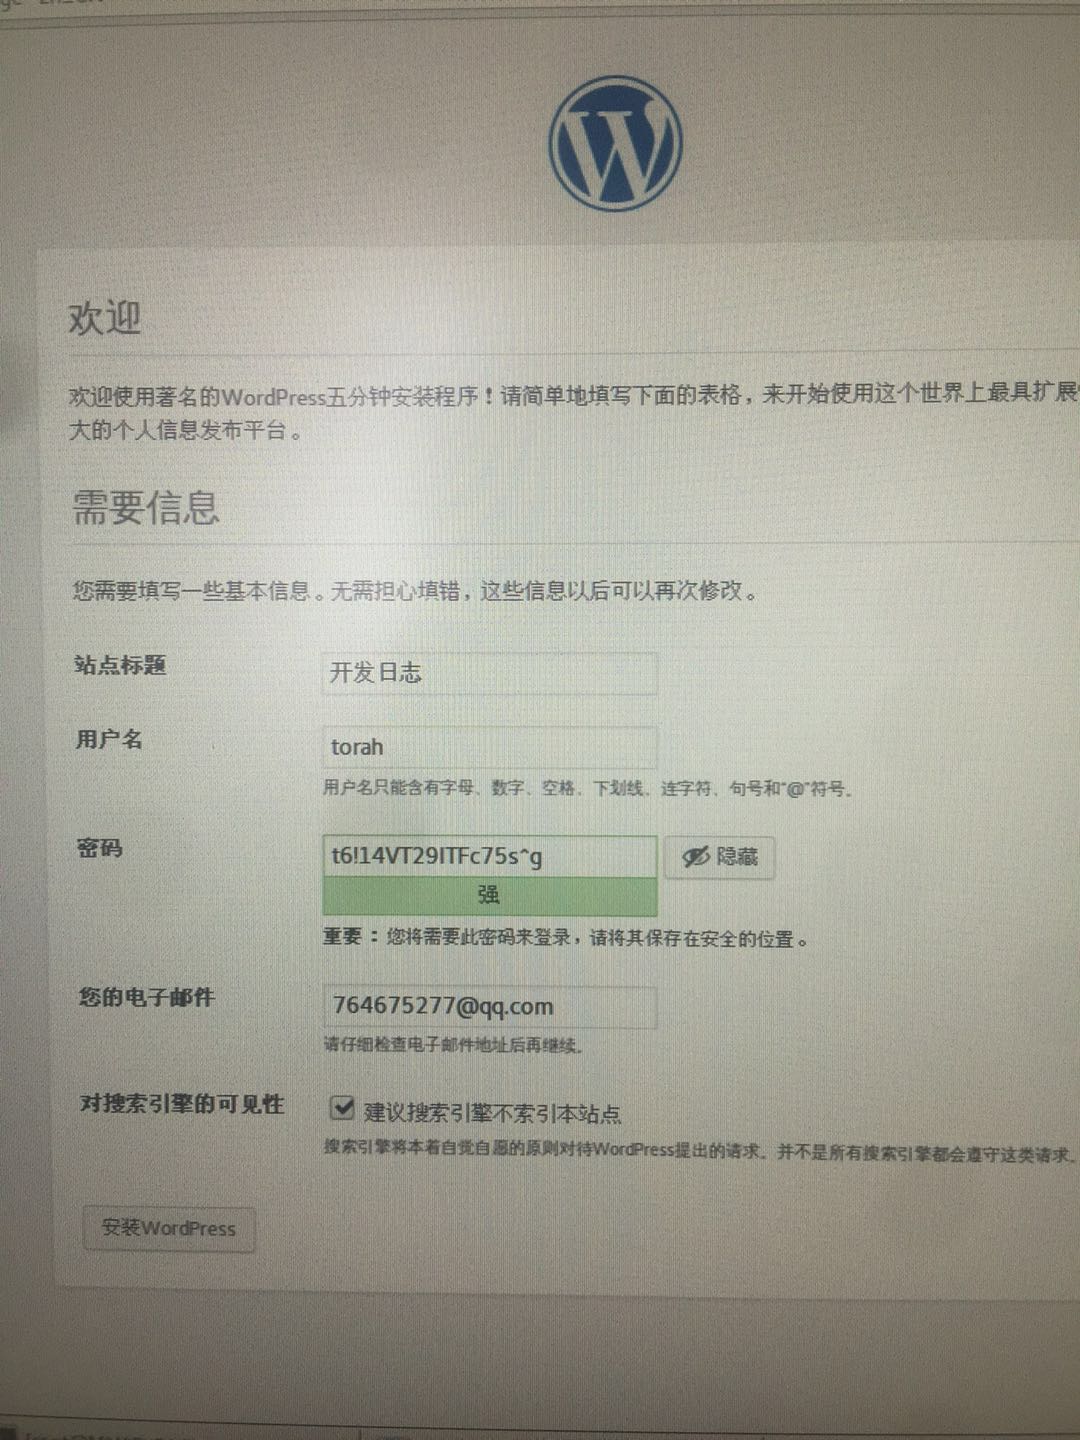 欢迎
欢迎使用著名的WordPress五分钟安装程序！请简单地填写下面的表格，来开始使用这个世界上最具扩展
大的个人信息发布平台。
需要信息
您需要填写一些基本信息。无需担心填错，这些信息以后可以再次修改。
站点标题
开发日志
用户名
torah
用户名只能含有字母、数字、空格、下划线、连字符、句号和“@”符号。
密码
t6!14VT29ITFc75s^g
隐藏
强
重要：您将需要此密码来登录，请将其保存在安全的位置。
您的电子邮件
764675277@qq.com
请仔细检查电子邮件地址后再继续。
对搜索引擎的可见性
建议搜索引擎不索引本站点
搜索引擎将本着自觉自愿的原则对待WordPress提出的请求。并不是所有搜索引擎都会遵守这类请求。
安装WordPress